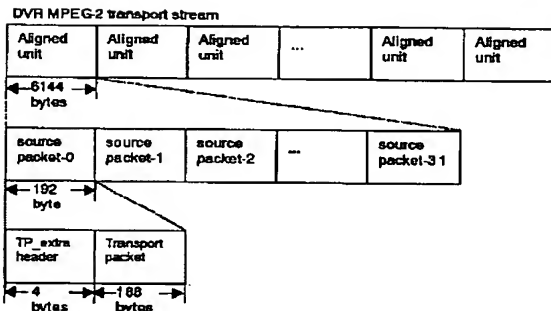 DVR MPEG-2 transport stream
Aligned unit
Aligned unit
Aligned unit
...
Aligned unit
Aligned unit
6144 bytes
source packet-0
source packet-1
source packet-2
...
source packet-31
192 byte
TP_extra header
Transport packet
4 bytes
188 bytes